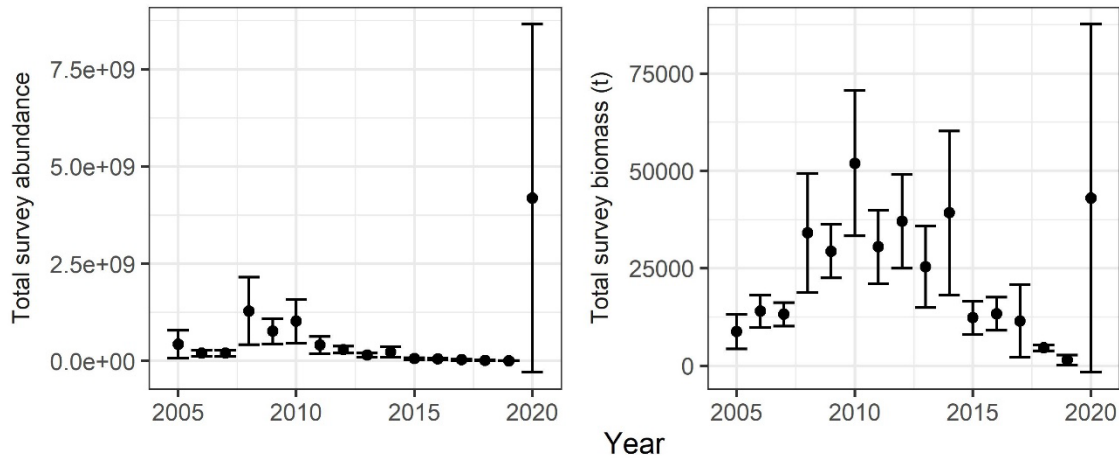 Total survey abundance
7.5e+09
5.0e+09
2.5e+09
0.0e+00
2005 2010 2015 2020
Total survey biomass (t)
75000
50000
25000
0
2005 2010 2015 2020
Year